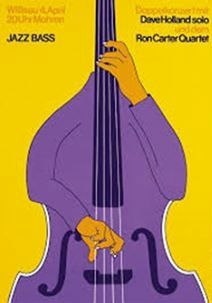 Willisau 4. April
20 Uhr Mohren
JAZZ BASS
Doppelkonzert mit
Dave Holland solo
und dem
Ron Carter Quartet